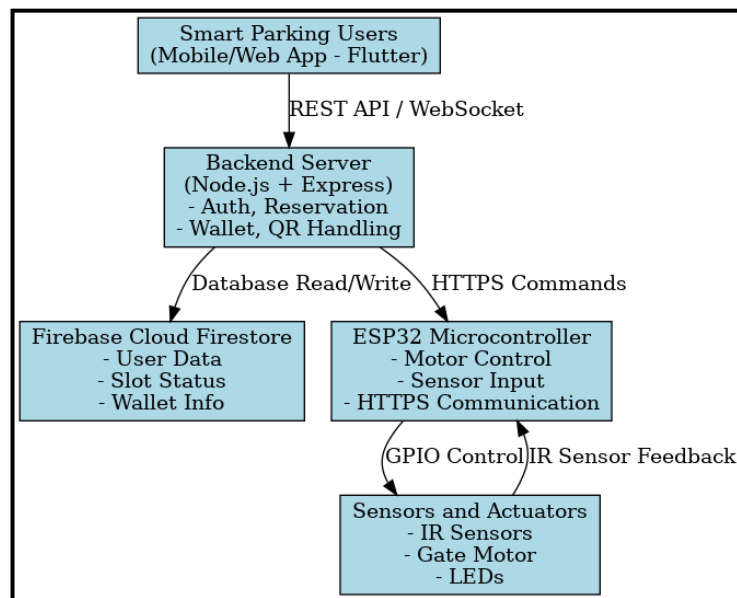 Smart Parking Users
(Mobile/Web App - Flutter)
REST API / WebSocket
Backend Server
(Node.js + Express)
- Auth, Reservation
- Wallet, QR Handling
Database Read/Write
HTTPS Commands
Firebase Cloud Firestore
- User Data
- Slot Status
- Wallet Info
ESP32 Microcontroller
- Motor Control
- Sensor Input
- HTTPS Communication
GPIO Control
IR Sensor Feedback
Sensors and Actuators
- IR Sensors
- Gate Motor
- LEDs